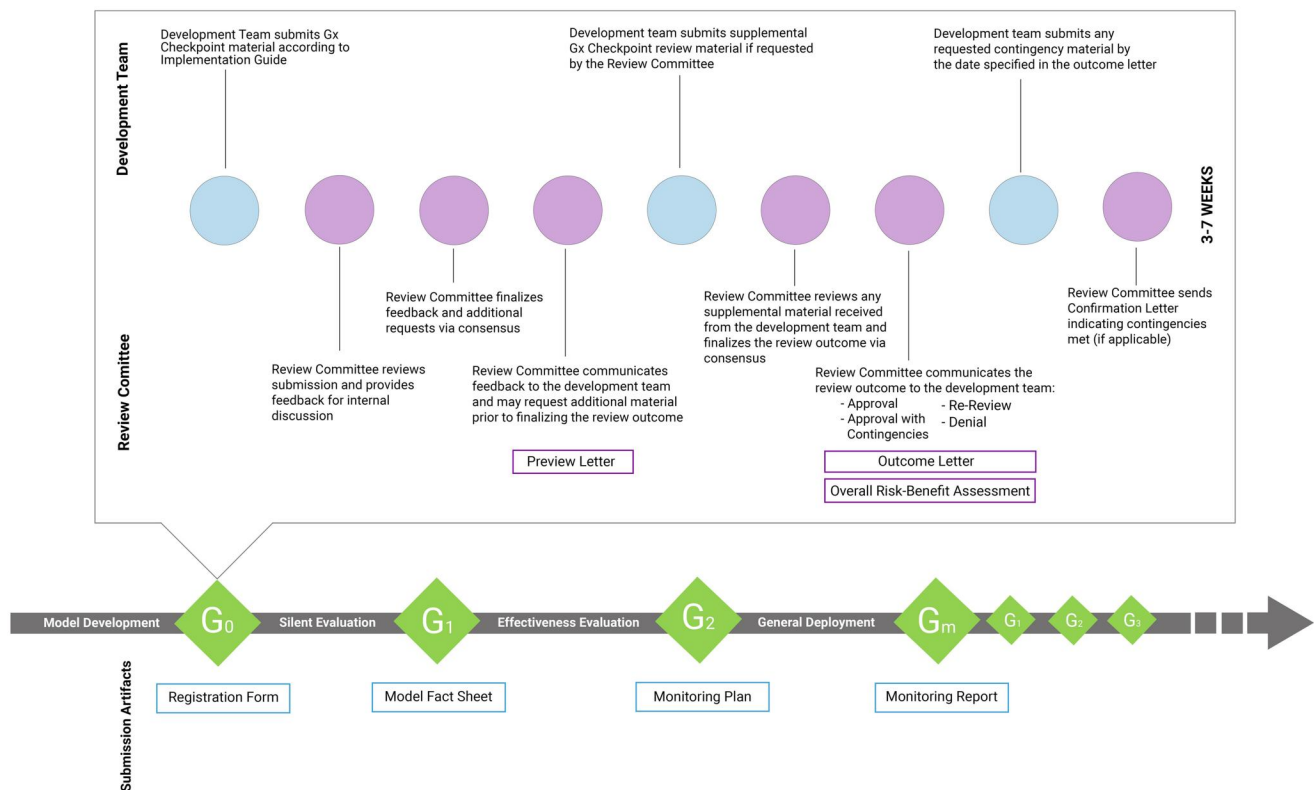 Development Team
Development Team submits Gx
Checkpoint material according to
Implementation Guide
Development team submits supplemental
Gx Checkpoint review material if requested
by the Review Committee
Development team submits any
requested contingency material by
the date specified in the outcome letter
3-7 WEEKS
Review Comittee
Review Committee reviews
submission and provides
feedback for internal
discussion
Review Committee finalizes
feedback and additional
requests via consensus
Review Committee communicates
feedback to the development team
and may request additional material
prior to finalizing the review outcome
Preview Letter
Review Committee reviews any
supplemental material received
from the development team and
finalizes the review outcome via
consensus
Review Committee communicates the
review outcome to the development team:
- Approval
- Approval with
Contingencies
- Re-Review
- Denial
Outcome Letter
Overall Risk-Benefit Assessment
Review Committee sends
Confirmation Letter
indicating contingencies
met (if applicable)
Model Development
G0
Silent Evaluation
G1
Effectiveness Evaluation
G2
General Deployment
Gm
G1
G2
G3
Submission Artifacts
Registration Form
Model Fact Sheet
Monitoring Plan
Monitoring Report